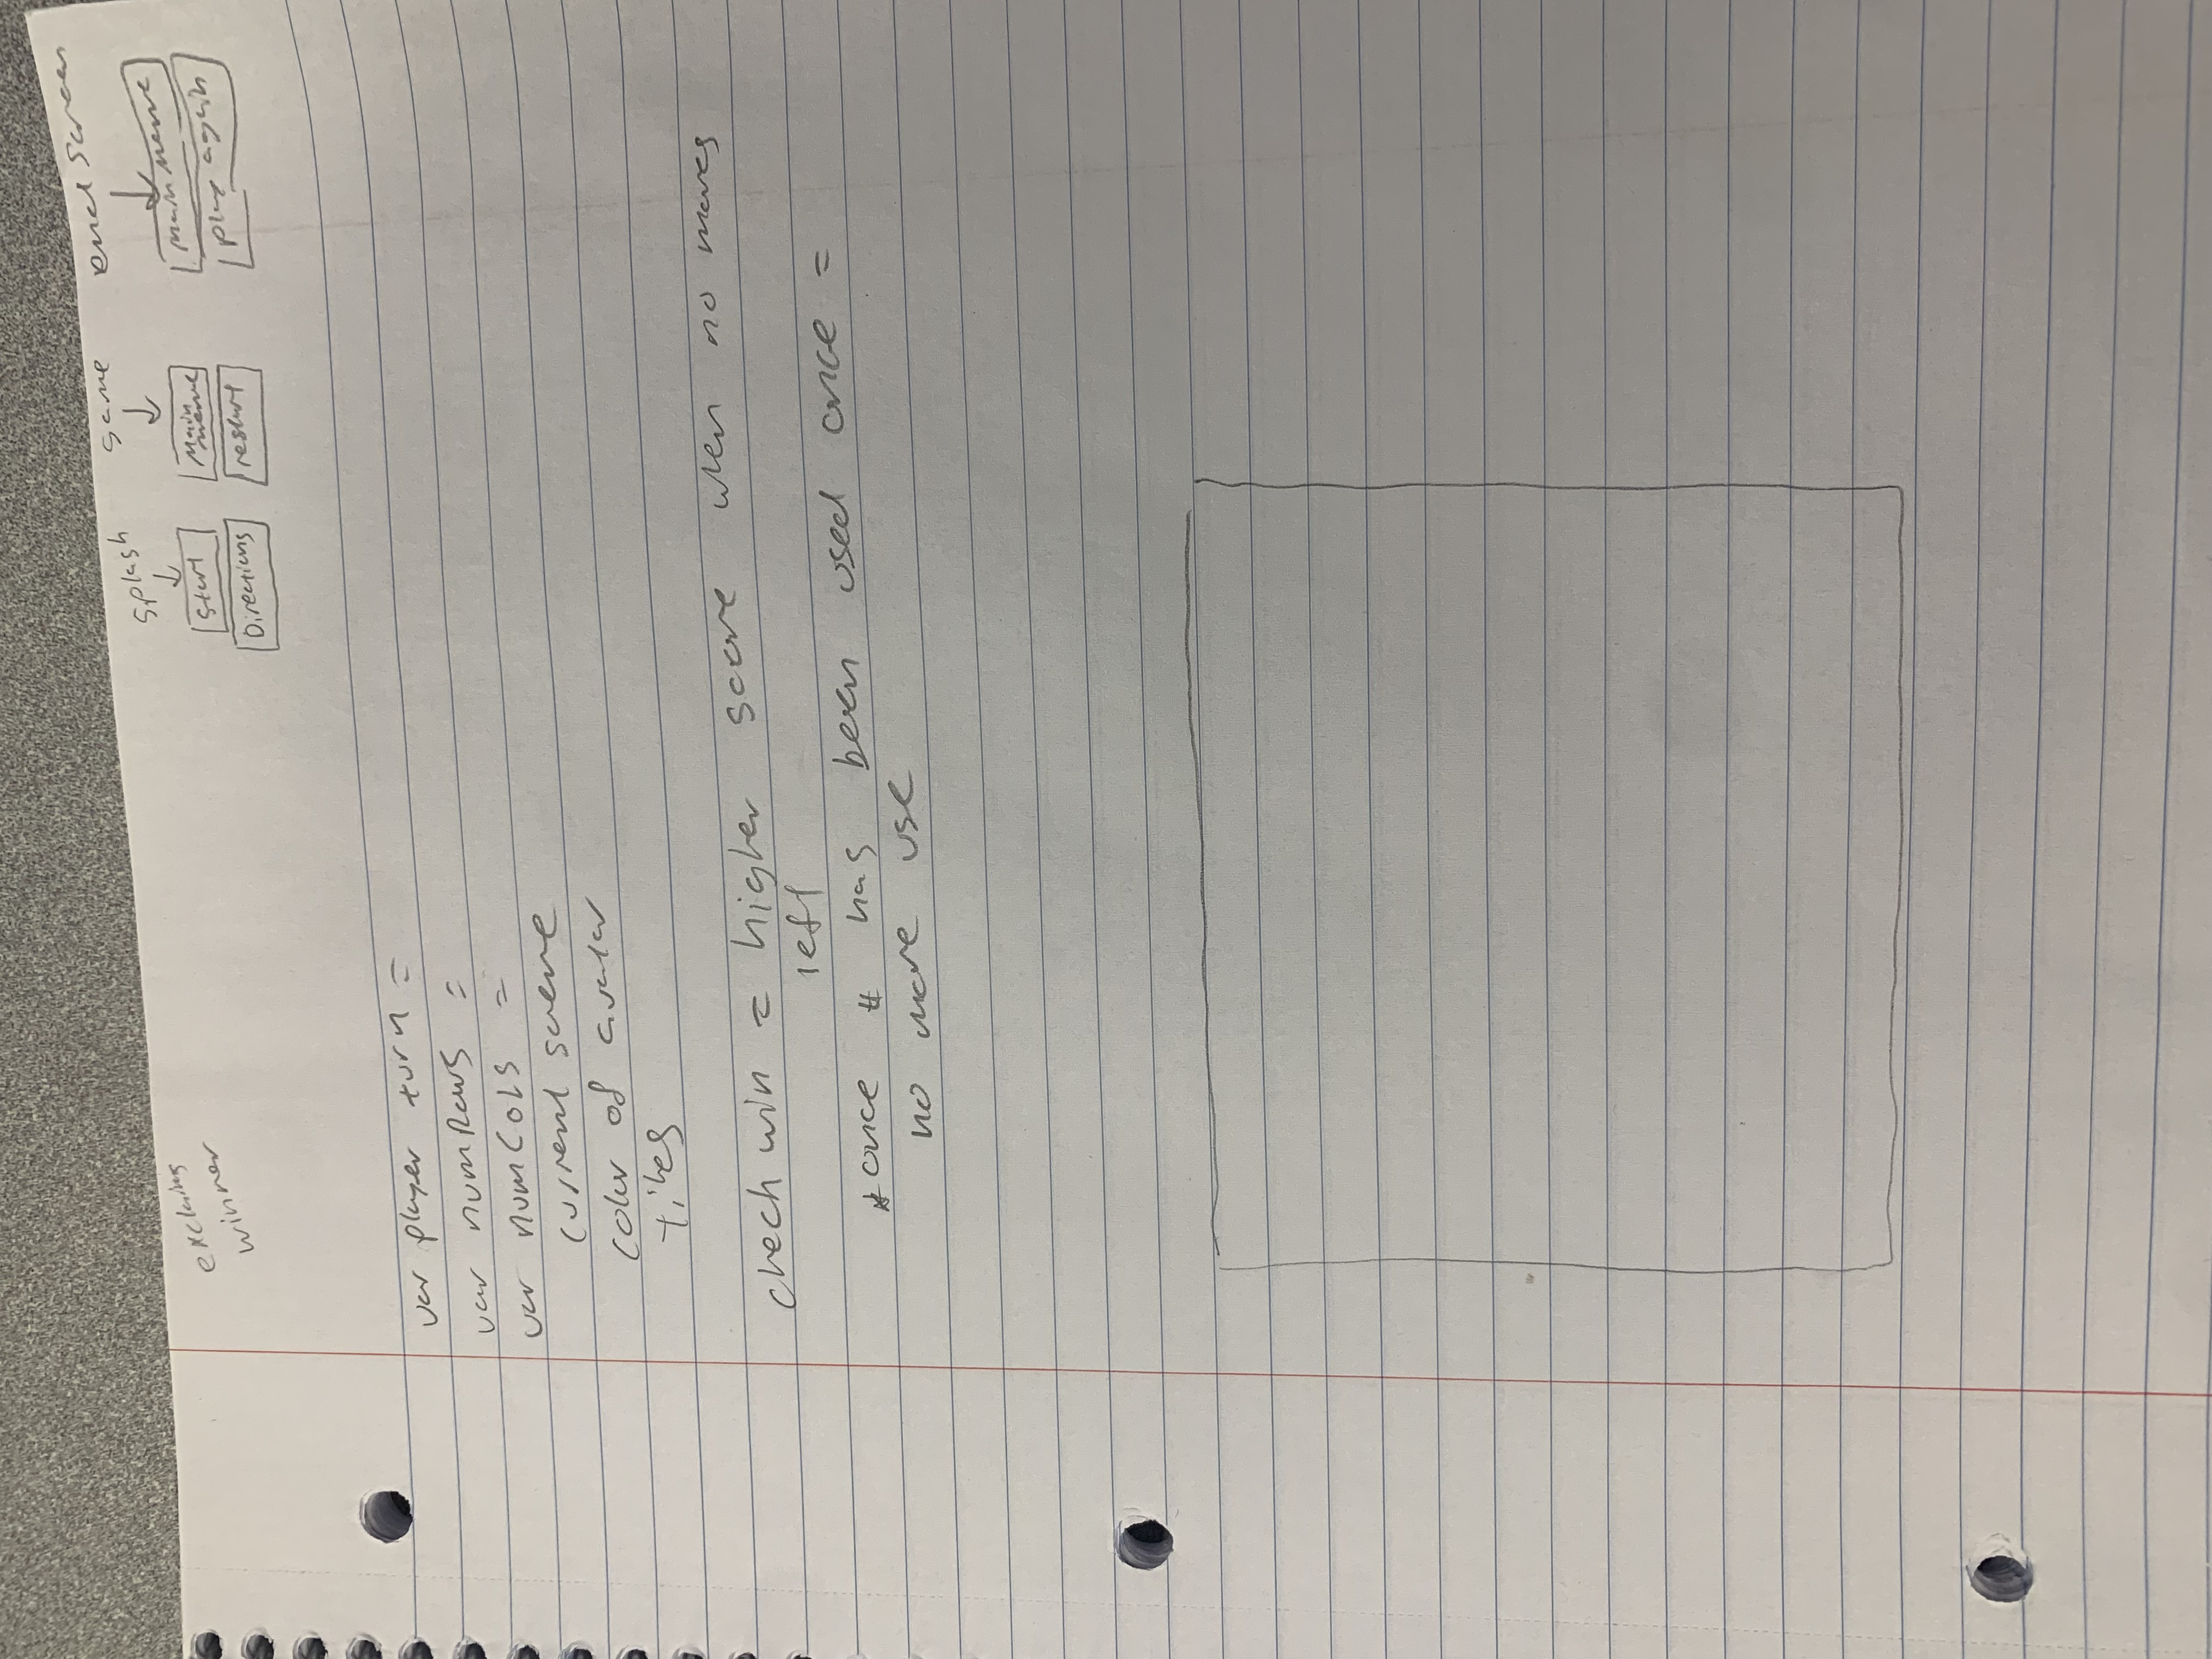 exclaims
winner
splash
start
Directions
game
main menu
restart
end screen
main menu
play again
var player turn =
var numRows =
var numCols =
current scene
color of avatar
tiles
check win = higher score when no moves
left
* once # has been used once =
no more use